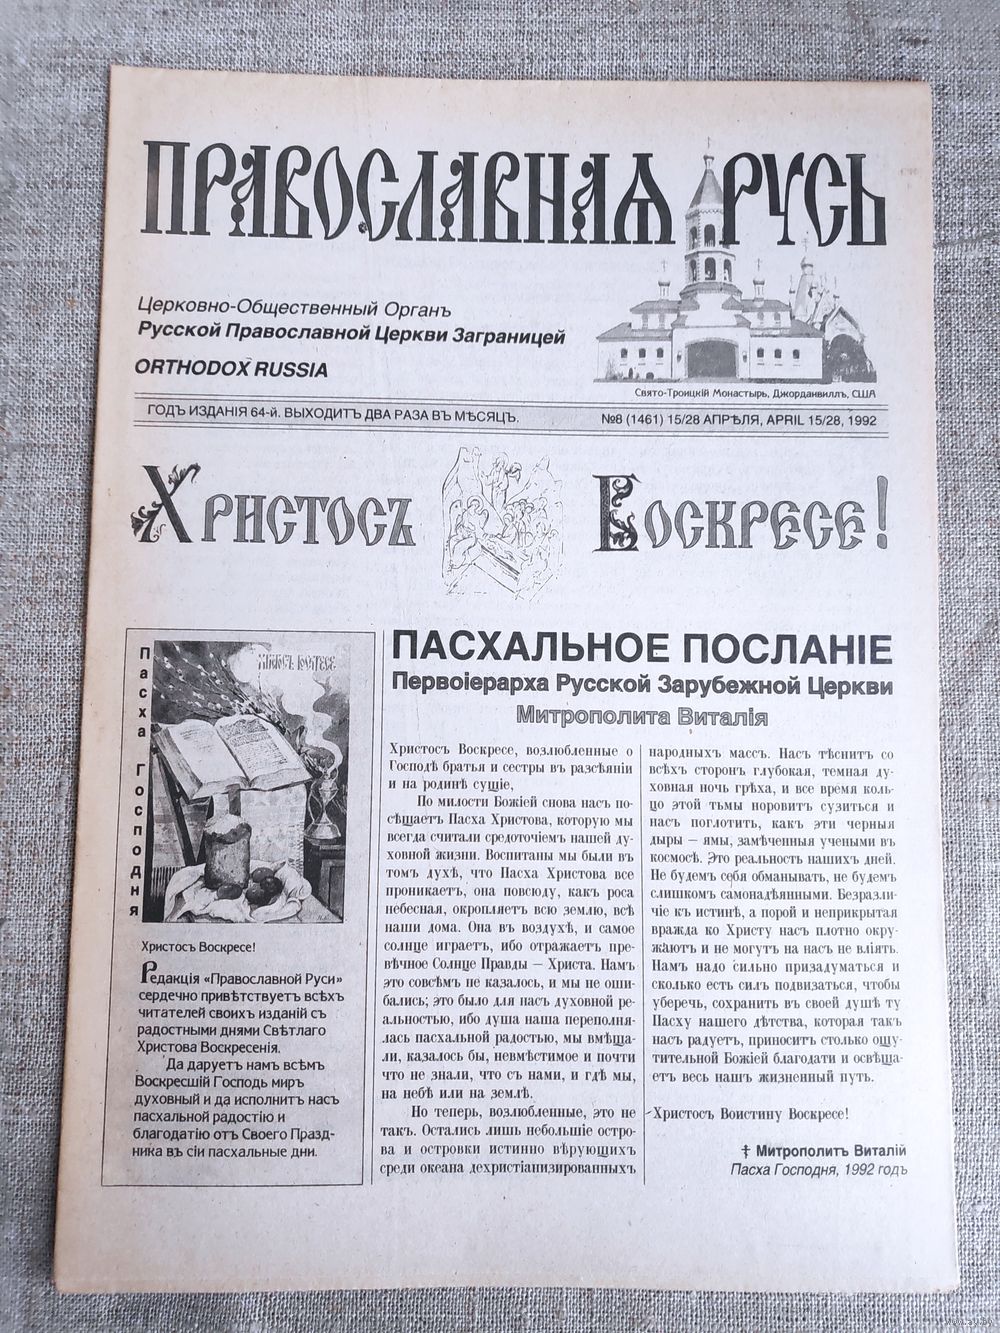 ПРАВОСЛАВНАЯ РУСЬ
Церковно-Общественный Органъ
Русской Православной Церкви Заграницей
ORTHODOX RUSSIA
Свято-Троицкій Монастырь, Джорданвиллъ, США
ГОДЪ ИЗДАНІЯ 64-й. ВЫХОДИТЪ ДВА РАЗА ВЪ МѢСЯЦЪ.
№8 (1461) 15/28 АПРѢЛЯ, APRIL 15/28, 1992
Христосъ Воскресе!
Пасха Господня
Христосъ Воскресе!
Редакція «Православной Руси»
сердечно привѣтствуетъ всѣхъ
читателей своихъ изданій съ
радостными днями Свѣтлаго
Христова Воскресенія.
Да даруетъ намъ всѣмъ
Воскресшій Господь миръ
духовный и да исполнитъ насъ
пасхальной радостію и
благодатію отъ Своего Празд-
ника въ сіи пасхальные дни.
ПАСХАЛЬНОЕ ПОСЛАНІЕ
Первоіерарха Русской Зарубежной Церкви
Митрополита Виталія
Христосъ Воскресе, возлюбленные о
Господѣ братья и сестры въ разсѣяніи
и на родинѣ сущіе,
По милости Божіей снова насъ по-
сѣщаетъ Пасха Христова, которую мы
всегда считали средоточіемъ нашей ду-
ховной жизни. Воспитаны мы были въ
томъ духѣ, что Пасха Христова все
проникаетъ, она повсюду, какъ роса
небесная, окропляетъ всю землю, всѣ
наши дома. Она въ воздухѣ, и самое
солнце играетъ, ибо отражаетъ пре-
вѣчное Солнце Правды – Христа. Намъ
это совсѣмъ не казалось, и мы не оши-
бались; это было для насъ духовной ре-
альностью, ибо душа наша переполня-
лась пасхальной радостью, мы вмѣща-
ли, казалось бы, невмѣстимое и почти
что не знали, что съ нами, и гдѣ мы,
на небѣ или на землѣ.
Но теперь, возлюбленные, это не
такъ. Остались лишь небольшіе остро-
ва и островки истинно вѣрующихъ
среди океана дехристіанизированныхъ
народныхъ массъ. Насъ тѣснитъ со
всѣхъ сторонъ глубокая, темная ду-
ховная ночь грѣха, и все время коль-
цо этой тьмы норовитъ сузиться и
насъ поглотить, какъ эти черныя
дыры – ямы, замѣченныя учеными въ
космосѣ. Это реальность нашихъ дней.
Не будемъ себя обманывать, не будемъ
слишкомъ самонадѣянными. Безразли-
чіе къ истинѣ, а порой и неприкрытая
вражда ко Христу насъ плотно окру-
жаютъ и не могутъ на насъ не вліять.
Намъ надо сильно призадуматься и
сколько есть силъ подвизаться, чтобы
уберечь, сохранить въ своей душѣ ту
Пасху нашего дѣтства, которая такъ
насъ радуетъ, приноситъ столько ощу-
тительной Божіей благодати и освѣща-
етъ весь нашъ жизненный путь.
Христосъ Воистину Воскресе!
† Митрополитъ Виталій
Пасха Господня, 1992 годъ